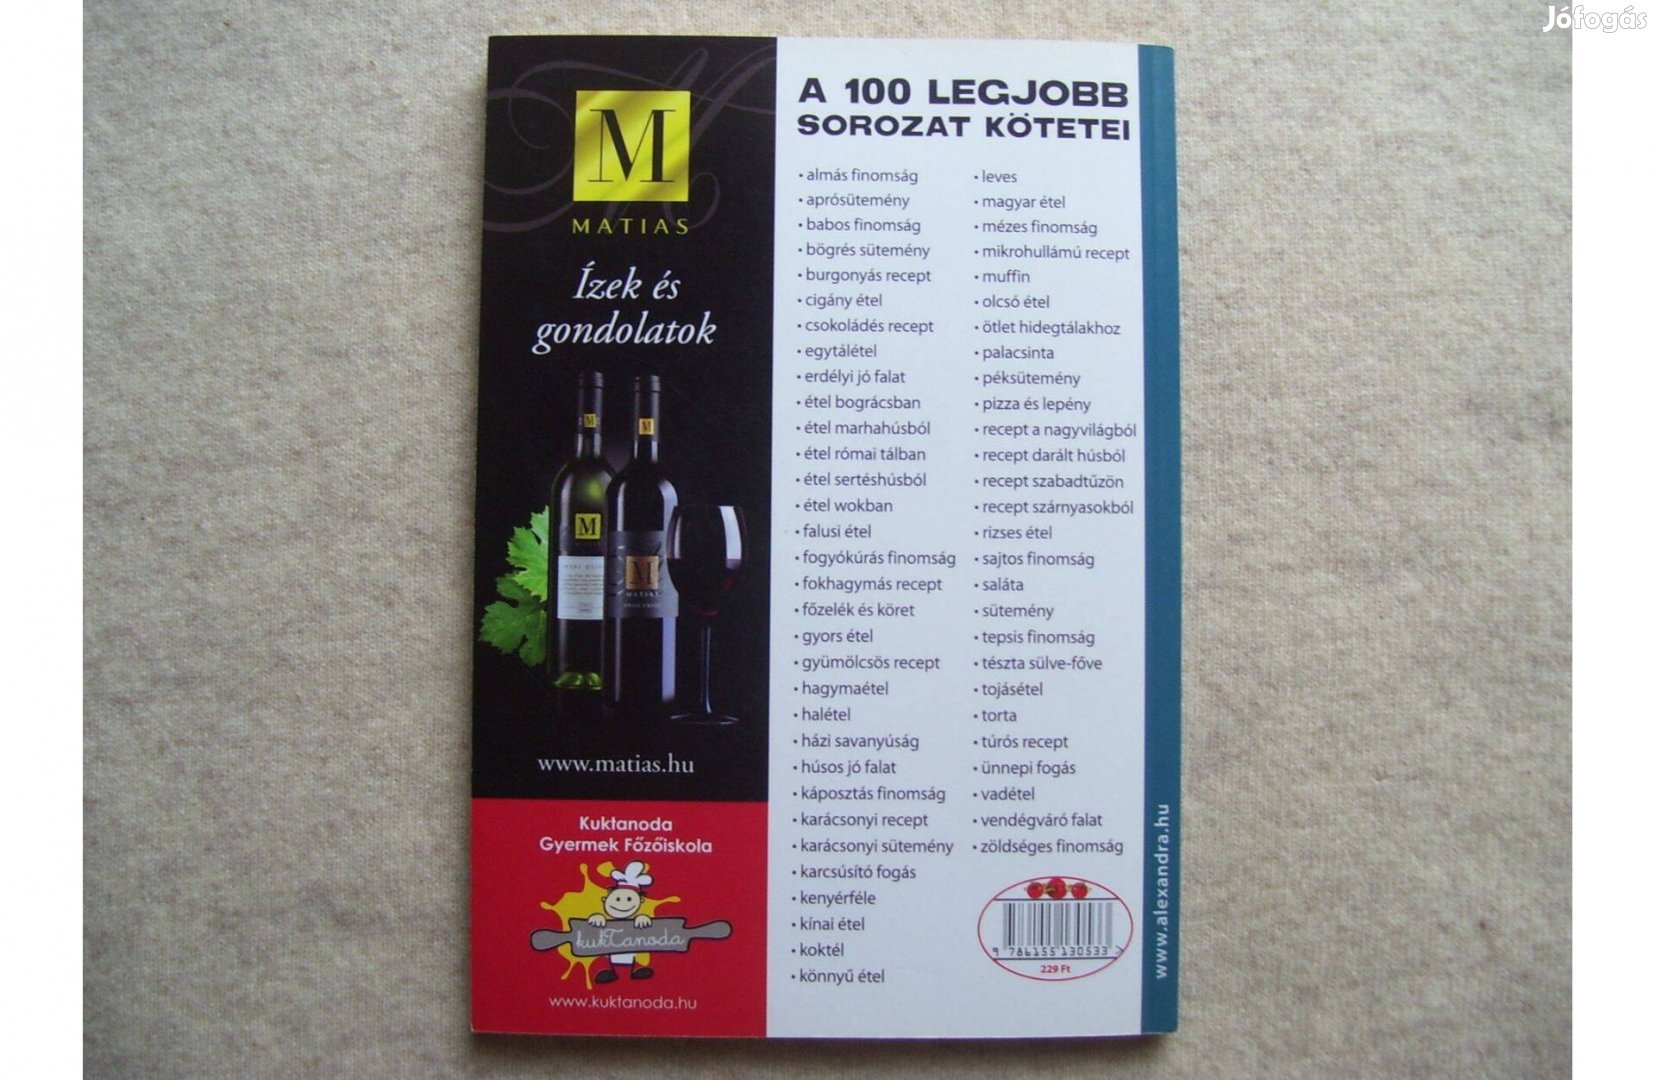 Jófogás
M
MATIAS
Ízek és
gondolatok
M
M
M
M
MATIAS
www.matias.hu
Kuktanoda
Gyermek Főzőiskola
kukTanoda
www.kuktanoda.hu
A 100 LEGJOBB
SOROZAT KÖTETEI
• almás finomság
• aprósütemény
• babos finomság
• bögrés sütemény
• burgonyás recept
• cigány étel
• csokoládés recept
• egytálétel
• erdélyi jó falat
• étel bográcsban
• étel marhahúsból
• étel római tálban
• étel sertéshúsból
• étel wokban
• falusi étel
• fogyókúrás finomság
• fokhagymás recept
• főzelék és köret
• gyors étel
• gyümölcsös recept
• hagymaétel
• halétel
• házi savanyúság
• húsos jó falat
• káposztás finomság
• karácsonyi recept
• karácsonyi sütemény
• karcsúsító fogás
• kenyérféle
• kínai étel
• koktél
• könnyű étel
• leves
• magyar étel
• mézes finomság
• mikrohullámú recept
• muffin
• olcsó étel
• ötlet hidegtálakhoz
• palacsinta
• péksütemény
• pizza és lepény
• recept a nagyvilágból
• recept darált húsból
• recept szabadtűzön
• recept szárnyasokból
• rizses étel
• sajtos finomság
• saláta
• sütemény
• tepsis finomság
• tészta sülve-főve
• tojásétel
• torta
• túrós recept
• ünnepi fogás
• vadétel
• vendégváró falat
• zöldséges finomság
9 786155 130533 >
229 Ft
www.alexandra.hu